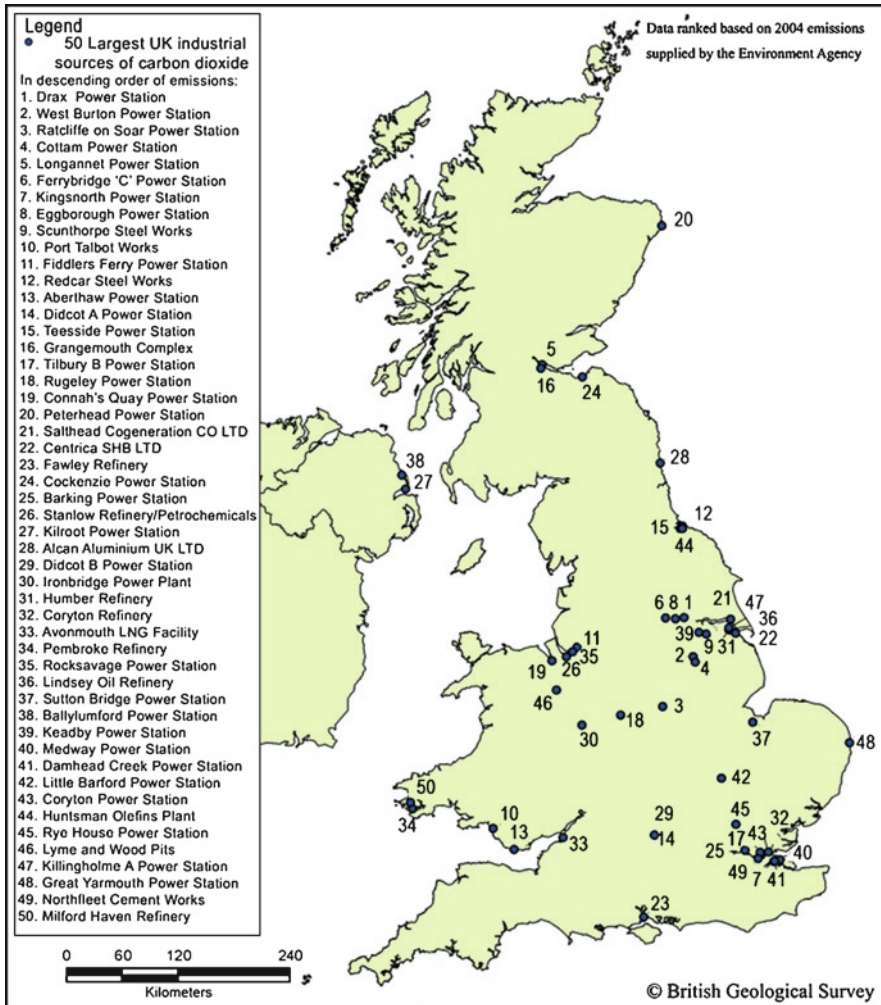 Legend
50 Largest UK industrial
sources of carbon dioxide
In descending order of emissions:
1. Drax Power Station
2. West Burton Power Station
3. Ratcliffe on Soar Power Station
4. Cottam Power Station
5. Longannet Power Station
6. Ferrybridge 'C' Power Station
7. Kingsnorth Power Station
8. Eggborough Power Station
9. Scunthorpe Steel Works
10. Port Talbot Works
11. Fiddlers Ferry Power Station
12. Redcar Steel Works
13. Aberthaw Power Station
14. Didcot A Power Station
15. Teesside Power Station
16. Grangemouth Complex
17. Tilbury B Power Station
18. Rugeley Power Station
19. Connah's Quay Power Station
20. Peterhead Power Station
21. Salthead Cogeneration CO LTD
22. Centrica SHB LTD
23. Fawley Refinery
24. Cockenzie Power Station
25. Barking Power Station
26. Stanlow Refinery/Petrochemicals
27. Kilroot Power Station
28. Alcan Aluminium UK LTD
29. Didcot B Power Station
30. Ironbridge Power Plant
31. Humber Refinery
32. Coryton Refinery
33. Avonmouth LNG Facility
34. Pembroke Refinery
35. Rocksavage Power Station
36. Lindsey Oil Refinery
37. Sutton Bridge Power Station
38. Ballylumford Power Station
39. Keadby Power Station
40. Medway Power Station
41. Damhead Creek Power Station
42. Little Barford Power Station
43. Coryton Power Station
44. Huntsman Olefins Plant
45. Rye House Power Station
46. Lyme and Wood Pits
47. Killingholme A Power Station
48. Great Yarmouth Power Station
49. Northfleet Cement Works
50. Milford Haven Refinery
0 60 120 240
Kilometers
Data ranked based on 2004 emissions
supplied by the Environment Agency
20
5
16
24
38
28
27
12
15
44
6 8 1
21
47
36
39
9
31
22
11
35
26
19
2
4
46
3
18
30
37
48
42
50
34
10
13
33
29
14
45
32
17
43
25
49
7
41
40
23
© British Geological Survey